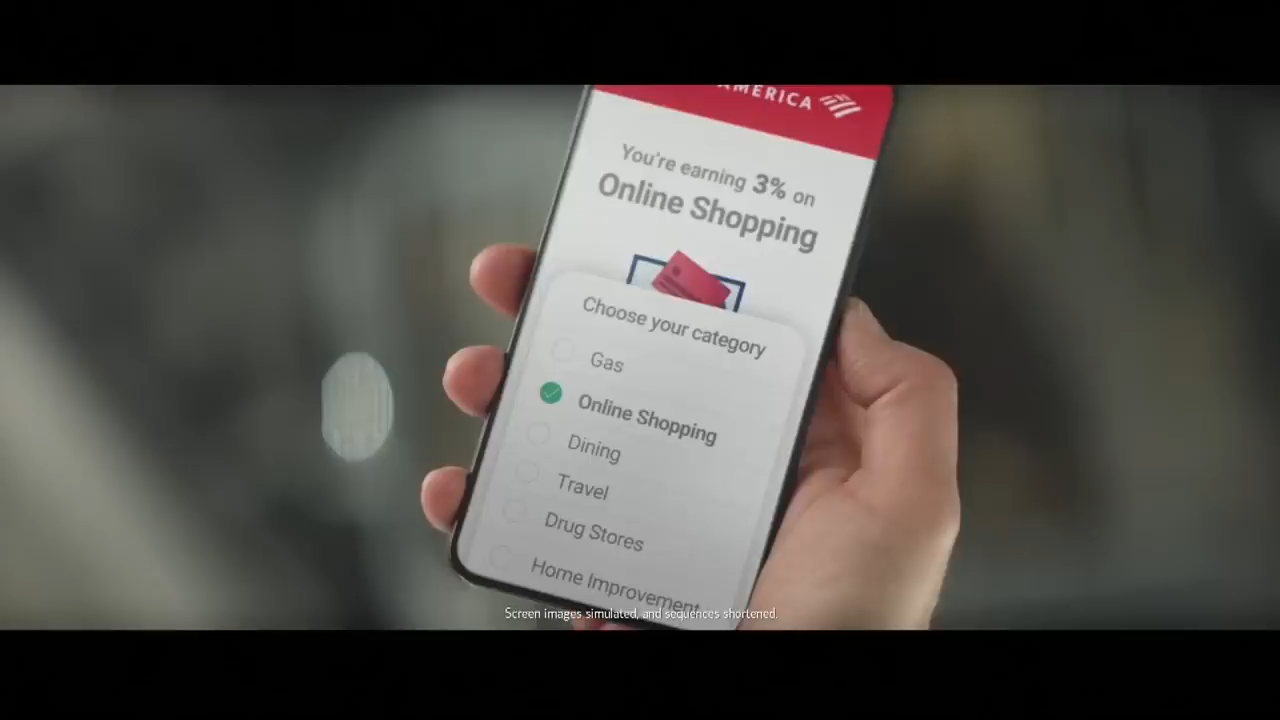 AMERICA
You're earning 3% on
Online Shopping
Choose your category
Gas
Online Shopping
Dining
Travel
Drug Stores
Home Improvement
Screen images simulated, and sequences shortened.